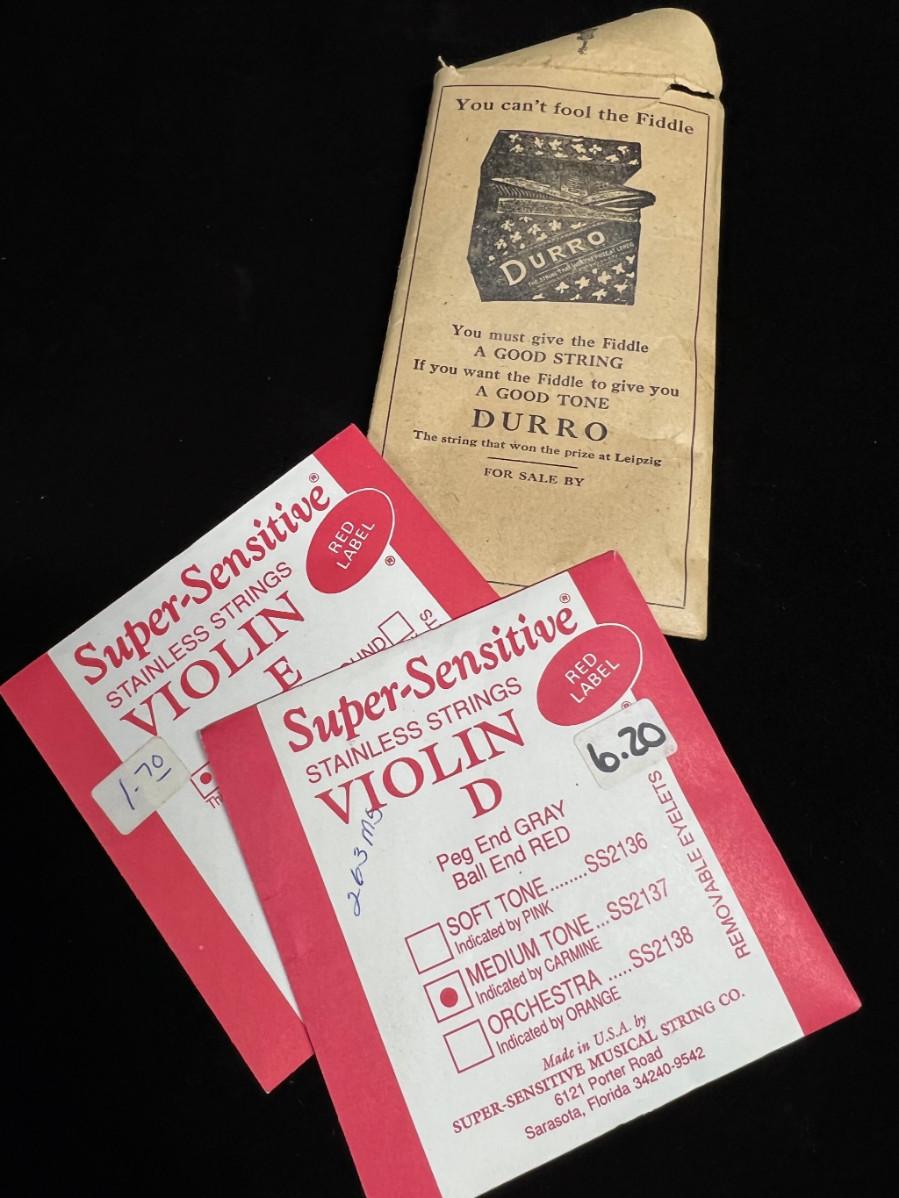 You can't fool the Fiddle
DURRO
You must give the Fiddle
A GOOD STRING
If you want the Fiddle to give you
A GOOD TONE
DURRO
The string that won the prize at Leipzig
FOR SALE BY
Super-Sensitive®
RED
LABEL
®
STAINLESS STRINGS
VIOLIN
E
1.70
Super-Sensitive®
RED
LABEL
STAINLESS STRINGS
VIOLIN
D
6.20
Peg End GRAY
Ball End RED
SOFT TONE........SS2136
Indicated by PINK
MEDIUM TONE...SS2137
Indicated by CARMINE
ORCHESTRA .....SS2138
Indicated by ORANGE
REMOVABLE EYELETS
Made in U.S.A. by
SUPER-SENSITIVE MUSICAL STRING CO.
6121 Porter Road
Sarasota, Florida 34240-9542